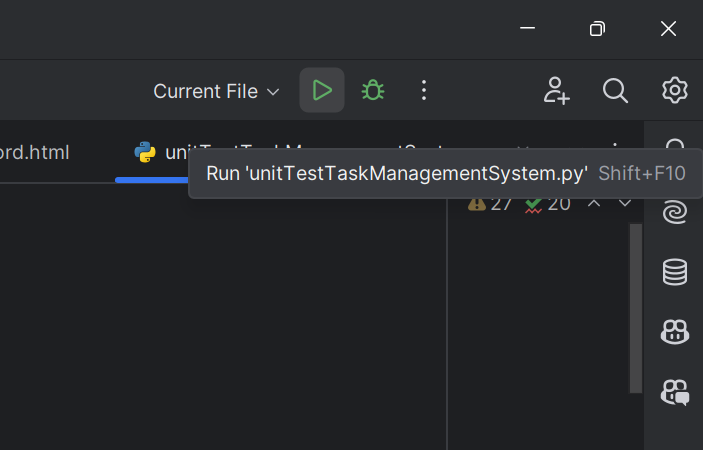 Current File
ord.html
Run 'unitTestTaskManagementSystem.py' Shift+F10
27 20